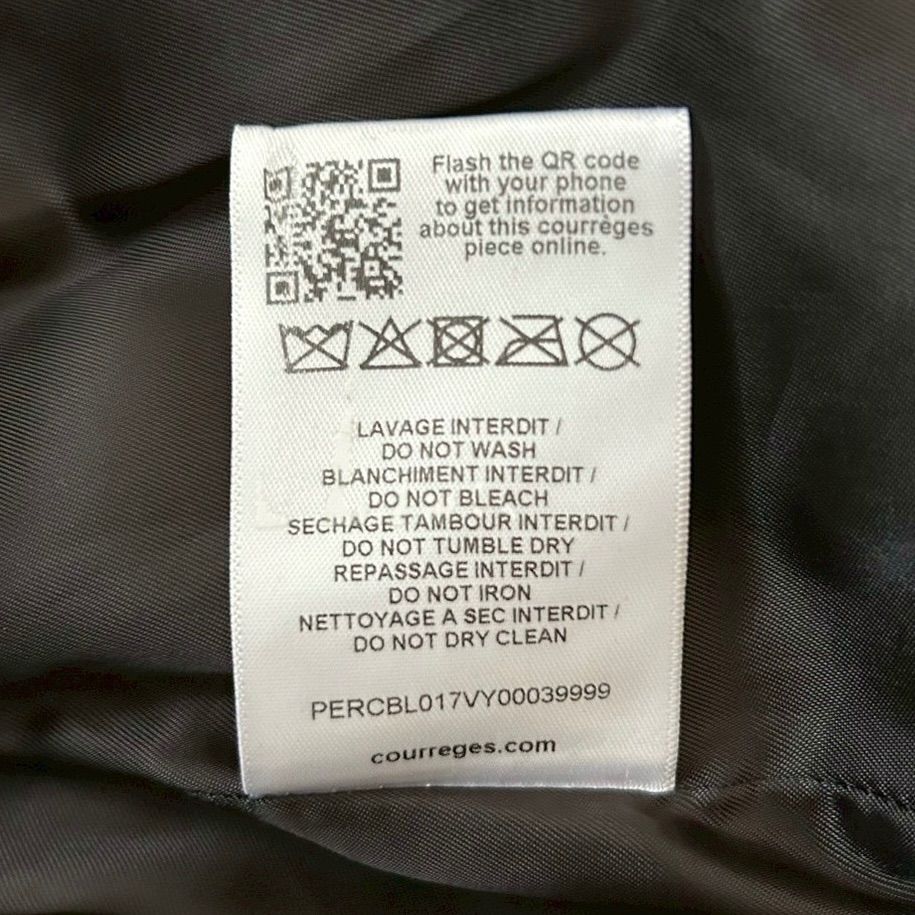 Flash the QR code
with your phone
to get information
about this courrèges
piece online.
LAVAGE INTERDIT /
DO NOT WASH
BLANCHIMENT INTERDIT /
DO NOT BLEACH
SECHAGE TAMBOUR INTERDIT /
DO NOT TUMBLE DRY
REPASSAGE INTERDIT /
DO NOT IRON
NETTOYAGE A SEC INTERDIT /
DO NOT DRY CLEAN
PERCBL017VY00039999
courreges.com